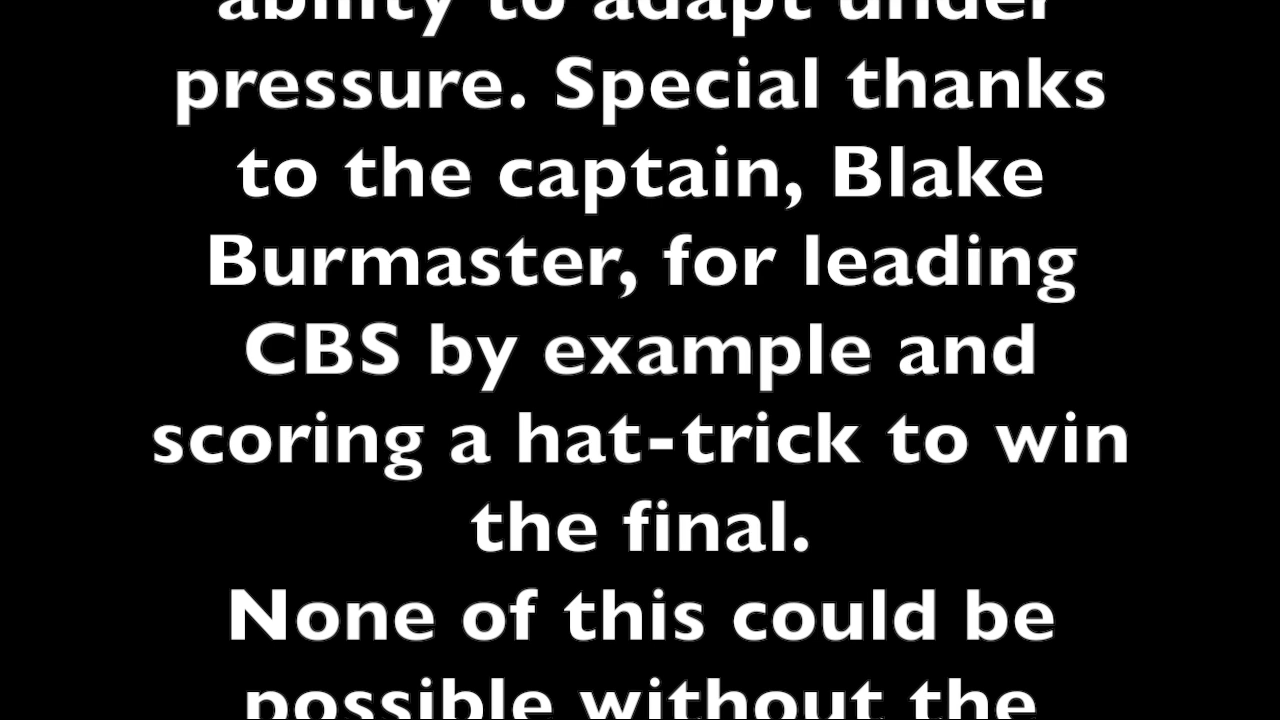 ability to adapt under
pressure. Special thanks
to the captain, Blake
Burmaster, for leading
CBS by example and
scoring a hat-trick to win
the final.
None of this could be
possible without the